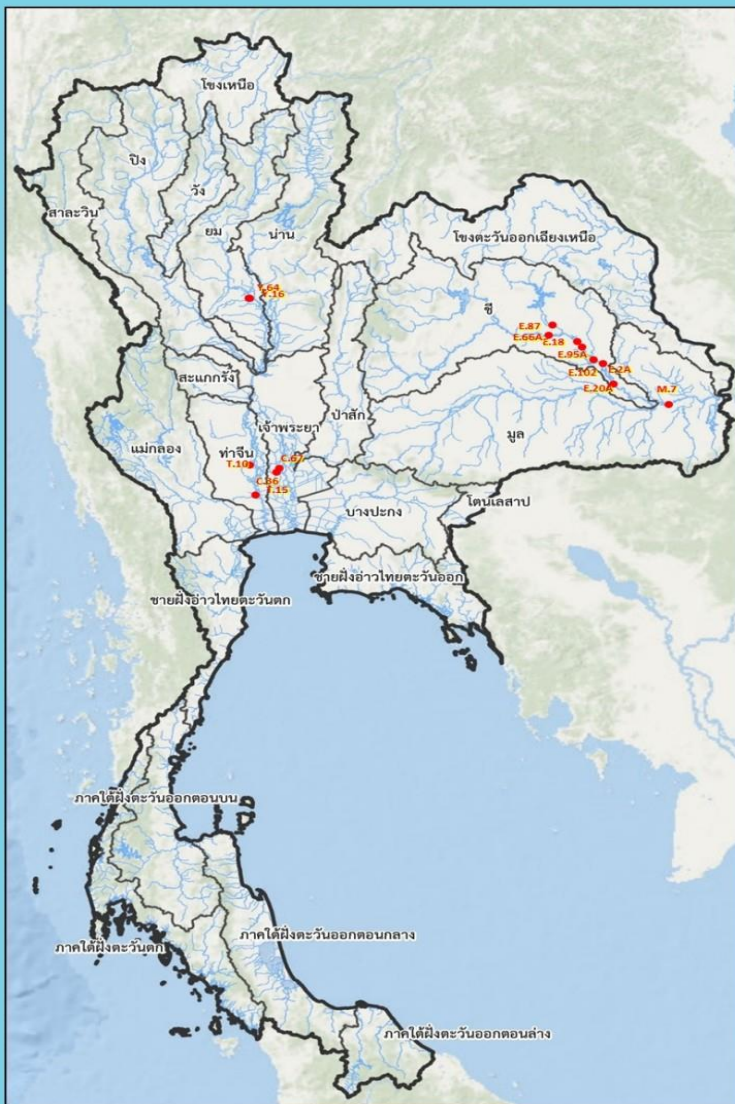 โขงเหนือ
ปิง
วัง
สาละวิน
ยม
น่าน
โขงตะวันออกเฉียงเหนือ
Y.64
Y.16
ชี
E.87
E.66A
E.18
E.95A
E.2A
E.102
E.20A
M.7
สะแกกรัง
เจ้าพระยา
ป่าสัก
มูล
แม่กลอง
ท่าจีน
C.67
T.10
C.36
T.15
บางปะกง
โตนเลสาป
ชายฝั่งอ่าวไทยตะวันออก
ชายฝั่งอ่าวไทยตะวันตก
ภาคใต้ฝั่งตะวันออกตอนบน
ภาคใต้ฝั่งตะวันออกตอนกลาง
ภาคใต้ฝั่งตะวันตก
ภาคใต้ฝั่งตะวันออกตอนล่าง